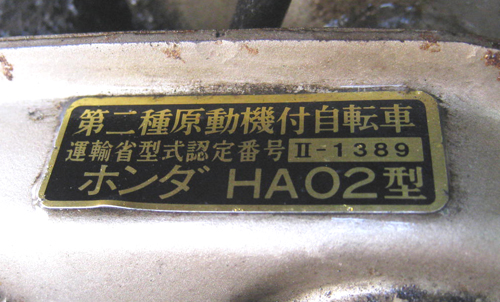 第二種原動機付自転車
運輸省型式認定番号 II-1389
ホンダ HA02型